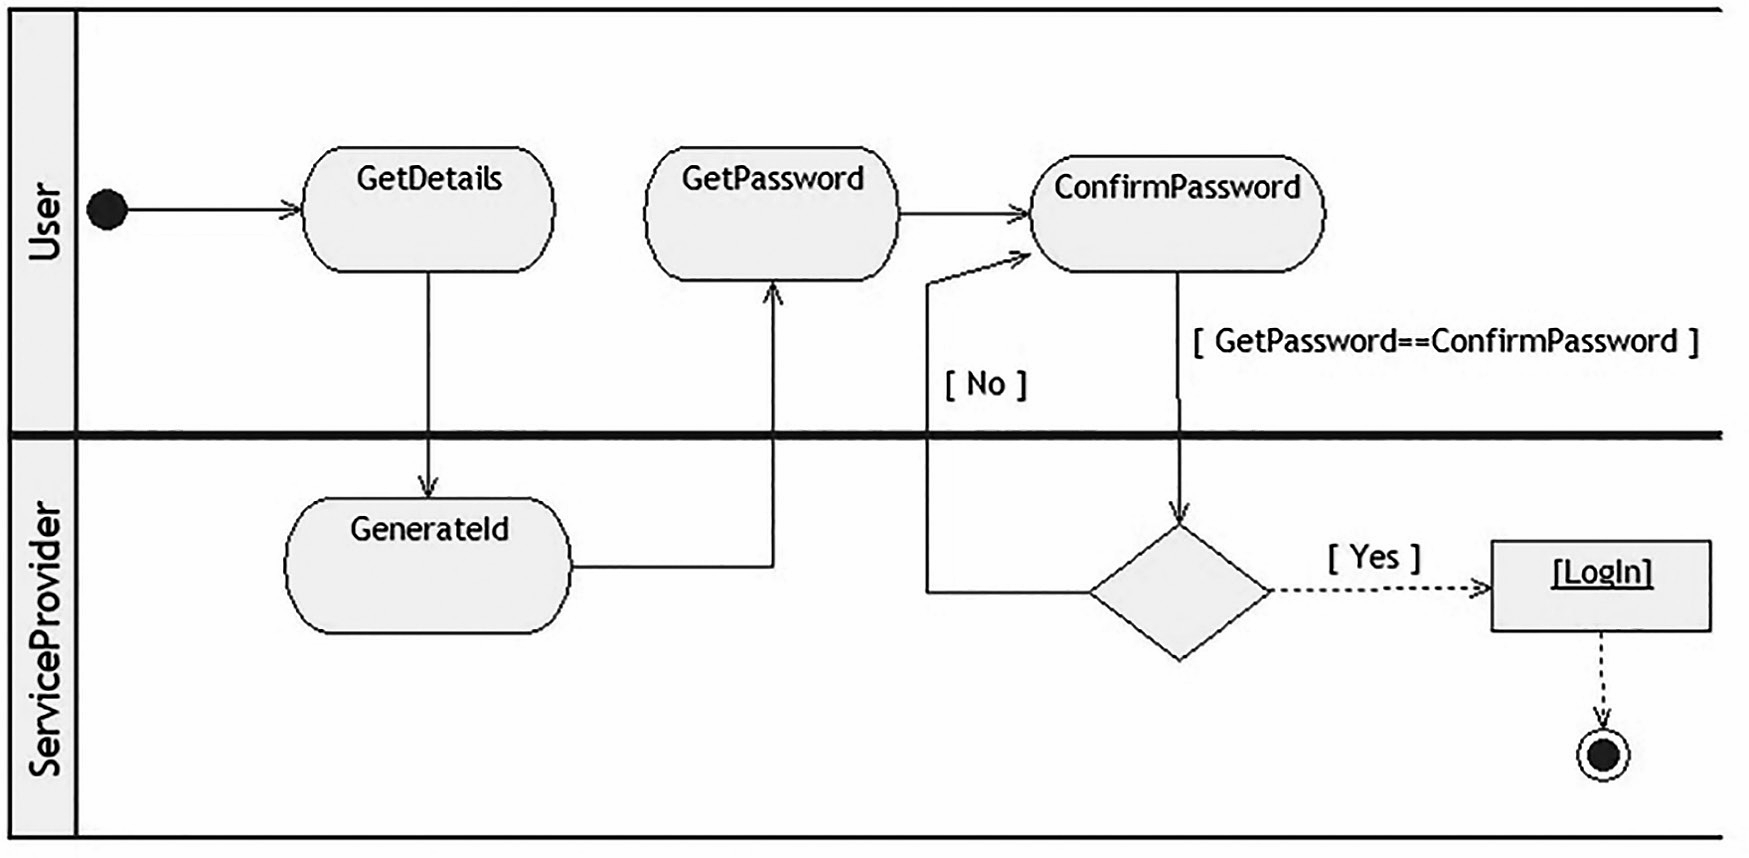 User
GetDetails
GetPassword
ConfirmPassword
[ GetPassword==ConfirmPassword ]
[ No ]
ServiceProvider
GenerateId
[ Yes ]
[LogIn]